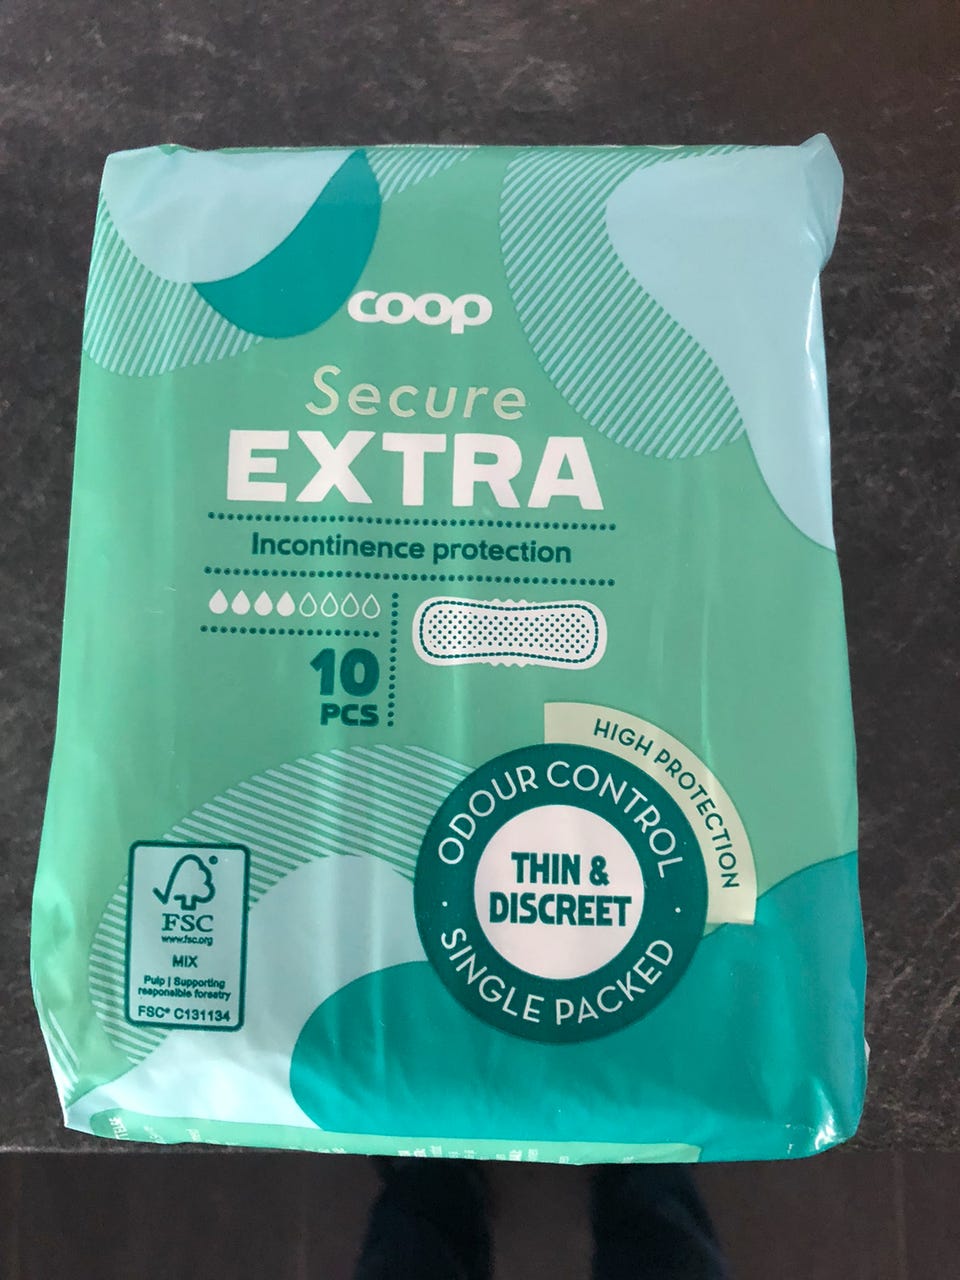 coop
Secure
EXTRA
Incontinence protection
10
PCS
HIGH PROTECTION
ODOUR CONTROL
THIN &
DISCREET
· SINGLE PACKED ·
FSC
www.fsc.org
MIX
Pulp | Supporting
responsible forestry
FSC® C131134